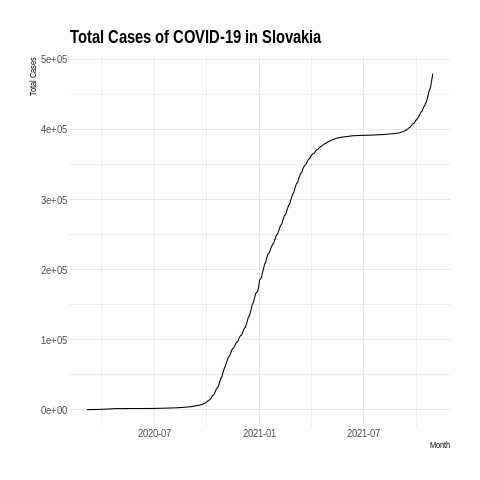 Total Cases of COVID-19 in Slovakia
Total Cases
5e+05
4e+05
3e+05
2e+05
1e+05
0e+00
2020-07
2021-01
2021-07
Month